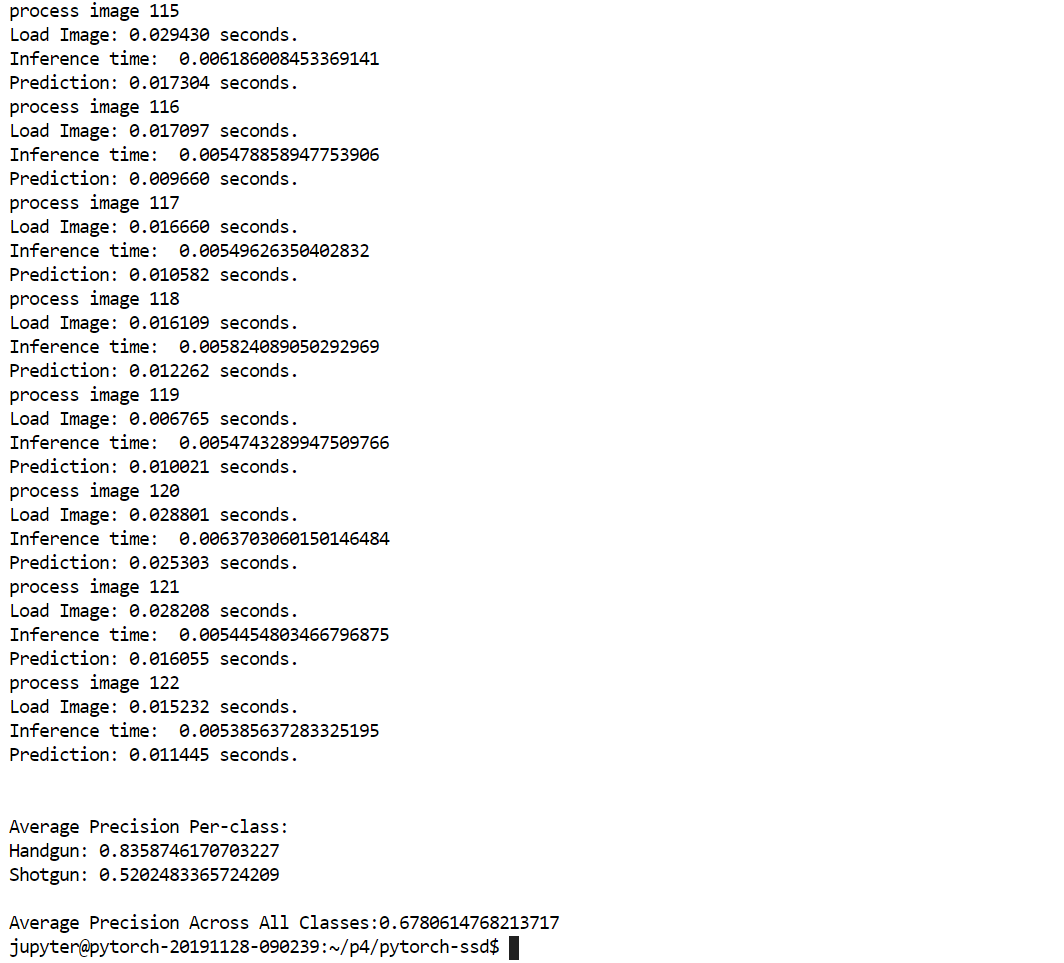 process image 115
Load Image: 0.029430 seconds.
Inference time:  0.006186008453369141
Prediction: 0.017304 seconds.
process image 116
Load Image: 0.017097 seconds.
Inference time:  0.005478858947753906
Prediction: 0.009660 seconds.
process image 117
Load Image: 0.016660 seconds.
Inference time:  0.00549626350402832
Prediction: 0.010582 seconds.
process image 118
Load Image: 0.016109 seconds.
Inference time:  0.005824089050292969
Prediction: 0.012262 seconds.
process image 119
Load Image: 0.006765 seconds.
Inference time:  0.0054743289947509766
Prediction: 0.010021 seconds.
process image 120
Load Image: 0.028801 seconds.
Inference time:  0.0063703060150146484
Prediction: 0.025303 seconds.
process image 121
Load Image: 0.028208 seconds.
Inference time:  0.0054454803466796875
Prediction: 0.016055 seconds.
process image 122
Load Image: 0.015232 seconds.
Inference time:  0.005385637283325195
Prediction: 0.011445 seconds.
Average Precision Per-class:
Handgun: 0.8358746170703227
Shotgun: 0.5202483365724209
Average Precision Across All Classes:0.6780614768213717
jupyter@pytorch-20191128-090239:~/p4/pytorch-ssd$